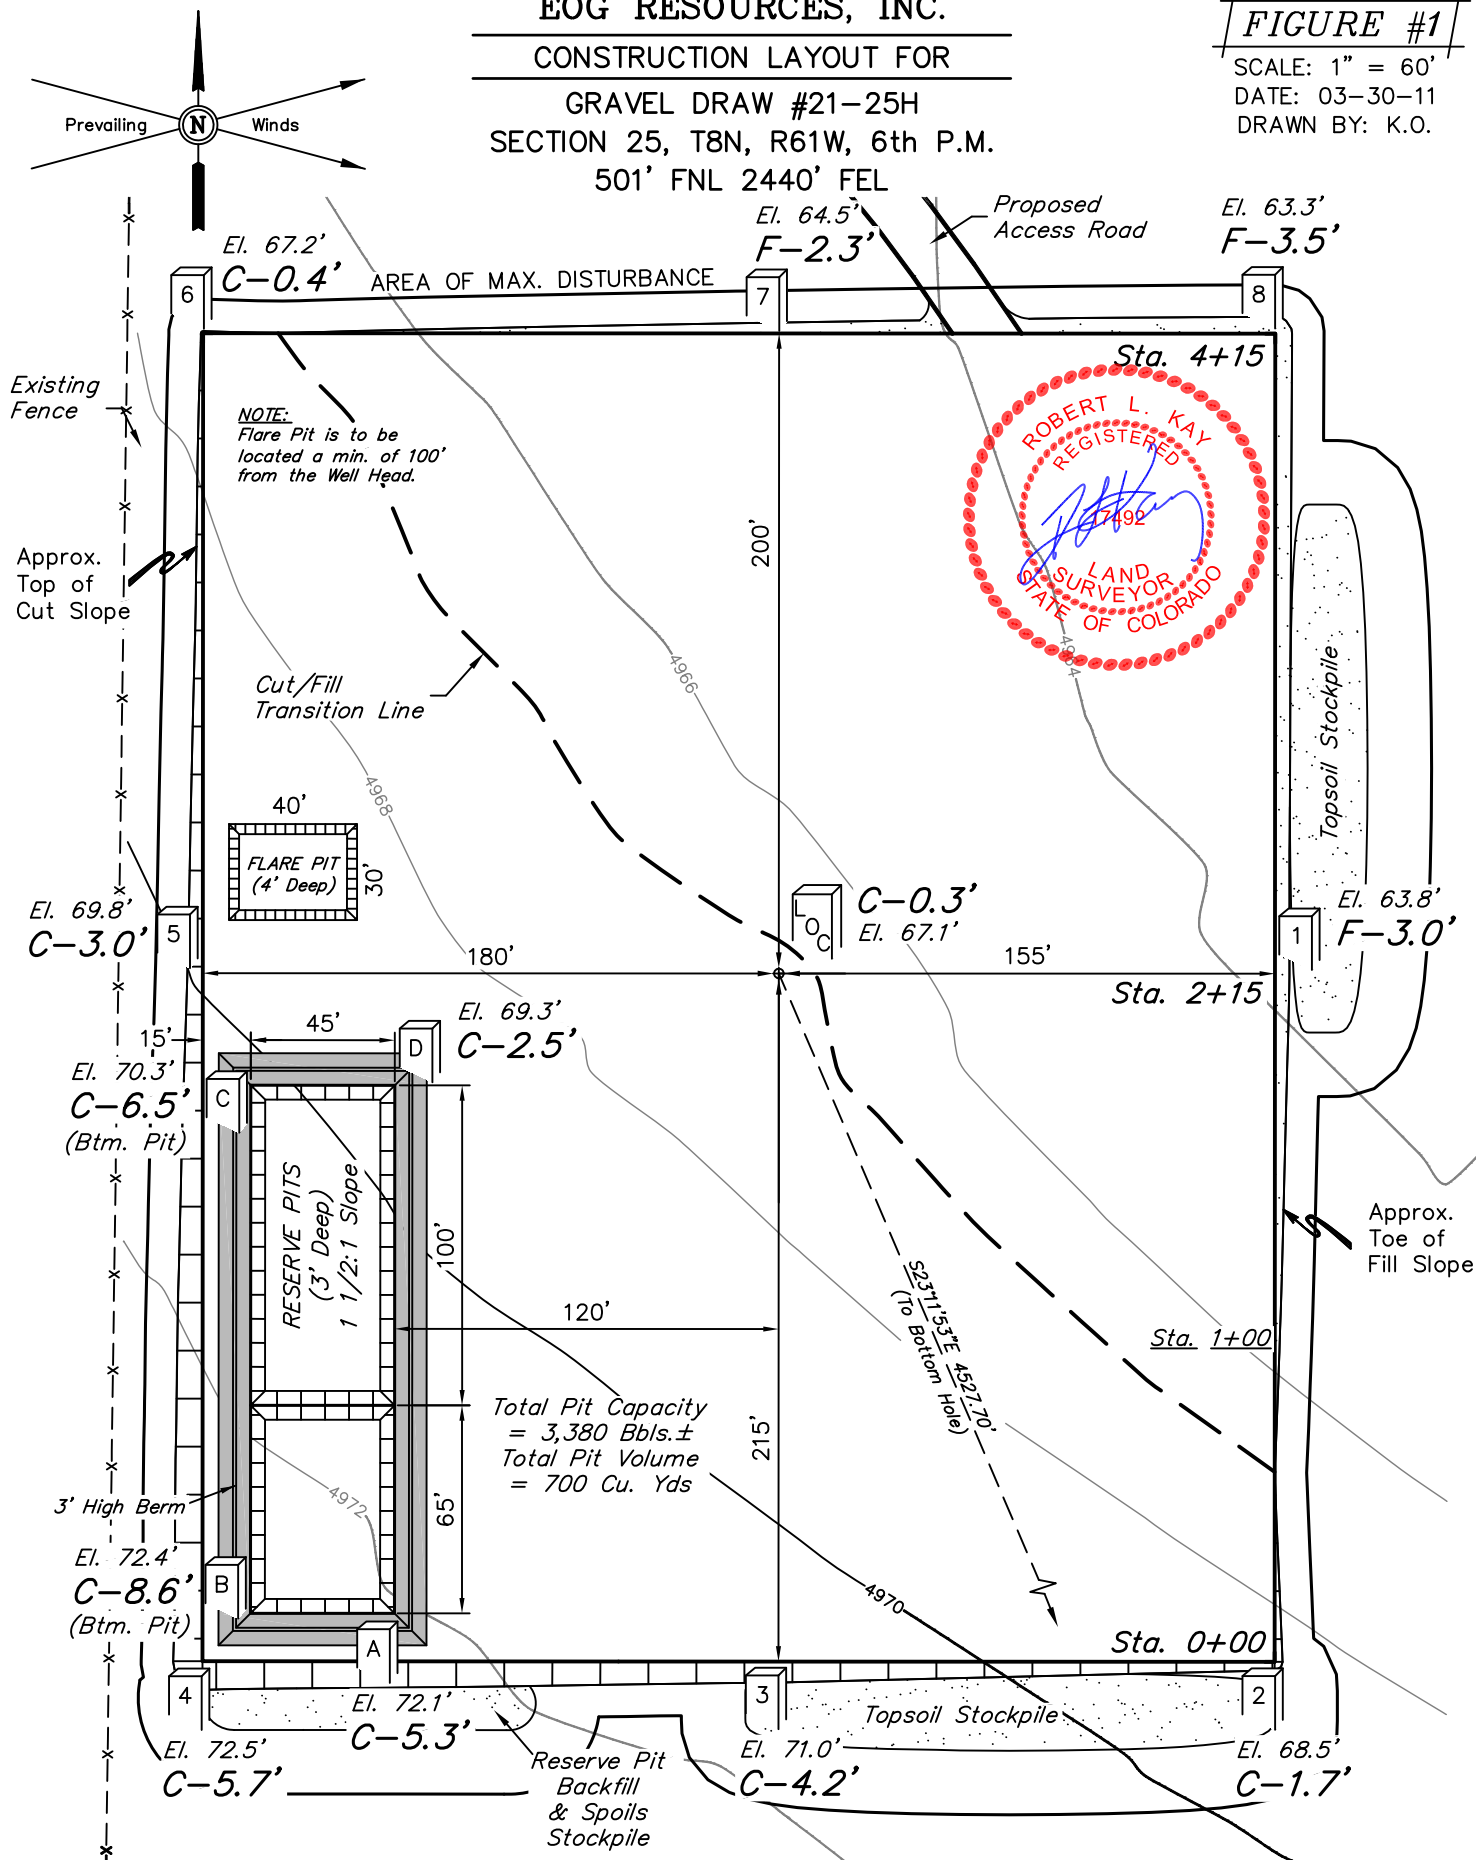 EOG RESOURCES, INC.
CONSTRUCTION LAYOUT FOR
GRAVEL DRAW #21-25H
SECTION 25, T8N, R61W, 6th P.M.
501' FNL 2440' FEL
FIGURE #1
SCALE: 1" = 60'
DATE: 03-30-11
DRAWN BY: K.O.
Prevailing
N
Winds
El. 67.2'
C-0.4'
6
AREA OF MAX. DISTURBANCE
El. 64.5'
F-2.3'
7
Proposed
Access Road
El. 63.3'
F-3.5'
8
Sta. 4+15
Existing
Fence
NOTE:
Flare Pit is to be
located a min. of 100'
from the Well Head.
200'
ROBERT L. KAY
REGISTERED
17492
LAND
SURVEYOR
STATE OF COLORADO
Approx.
Top of
Cut Slope
4966
4964
Cut/Fill
Transition Line
Topsoil Stockpile
4968
40'
FLARE PIT
(4' Deep)
30'
El. 69.8'
C-3.0'
5
LOC
C-0.3'
El. 67.1'
1
El. 63.8'
F-3.0'
180'
155'
Sta. 2+15
15'
45'
D
El. 69.3'
C-2.5'
El. 70.3'
C-6.5'
(Btm. Pit)
C
RESERVE PITS
(3' Deep)
1 1/2:1 Slope
100'
120'
S23°11'53"E 4527.70'
(To Bottom Hole)
Approx.
Toe of
Fill Slope
Sta. 1+00
Total Pit Capacity
= 3,380 Bbls.±
Total Pit Volume
= 700 Cu. Yds
215'
4972
65'
3' High Berm
El. 72.4'
C-8.6'
(Btm. Pit)
B
A
4970
Sta. 0+00
4
El. 72.1'
C-5.3'
3
Topsoil Stockpile
2
El. 72.5'
C-5.7'
Reserve Pit
Backfill
& Spoils
Stockpile
El. 71.0'
C-4.2'
El. 68.5'
C-1.7'